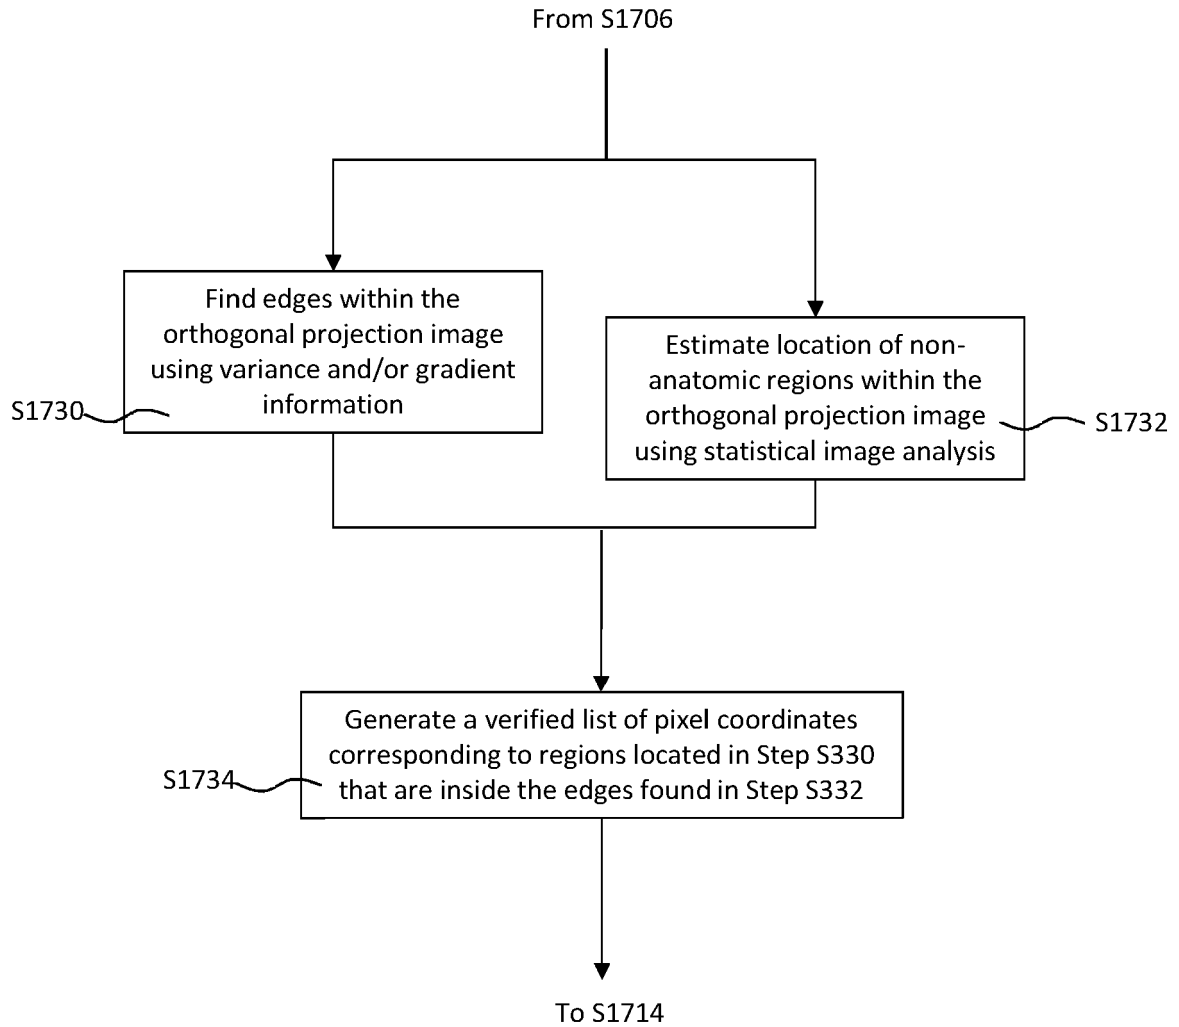 From S1706
Find edges within the
orthogonal projection image
using variance and/or gradient
information
S1730
Estimate location of non-
anatomic regions within the
orthogonal projection image
using statistical image analysis
S1732
Generate a verified list of pixel coordinates
corresponding to regions located in Step S330
that are inside the edges found in Step S332
S1734
To S1714